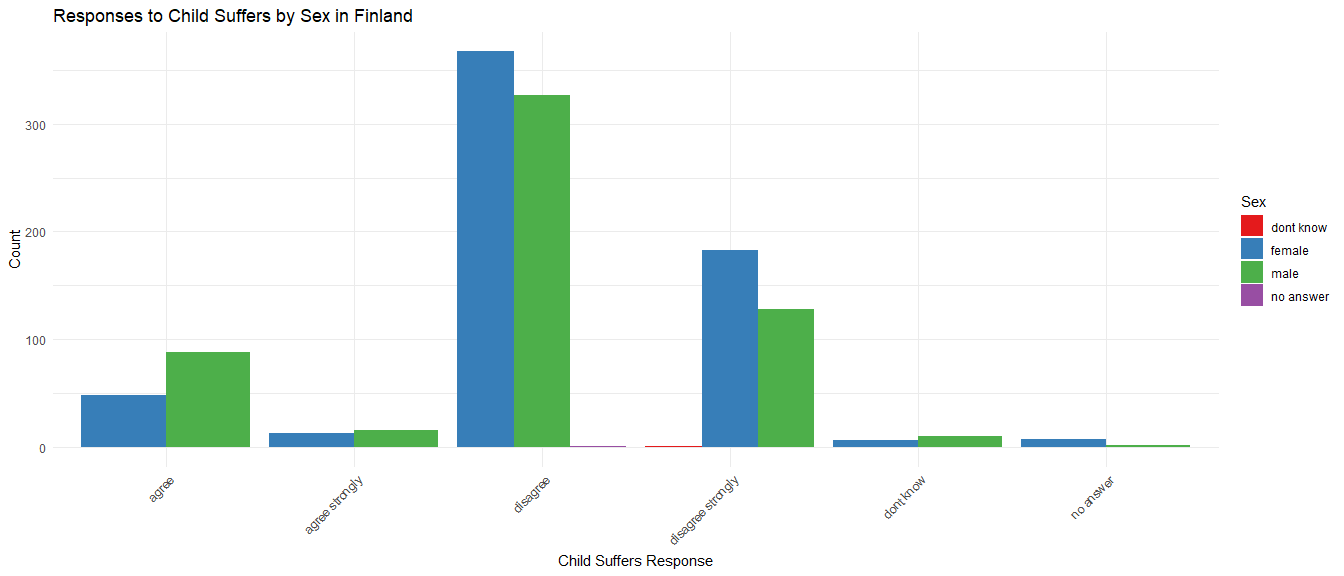 Responses to Child Suffers by Sex in Finland
Count
300
200
100
0
agree
agree strongly
disagree
disagree strongly
dont know
no answer
Child Suffers Response
Sex
dont know
female
male
no answer